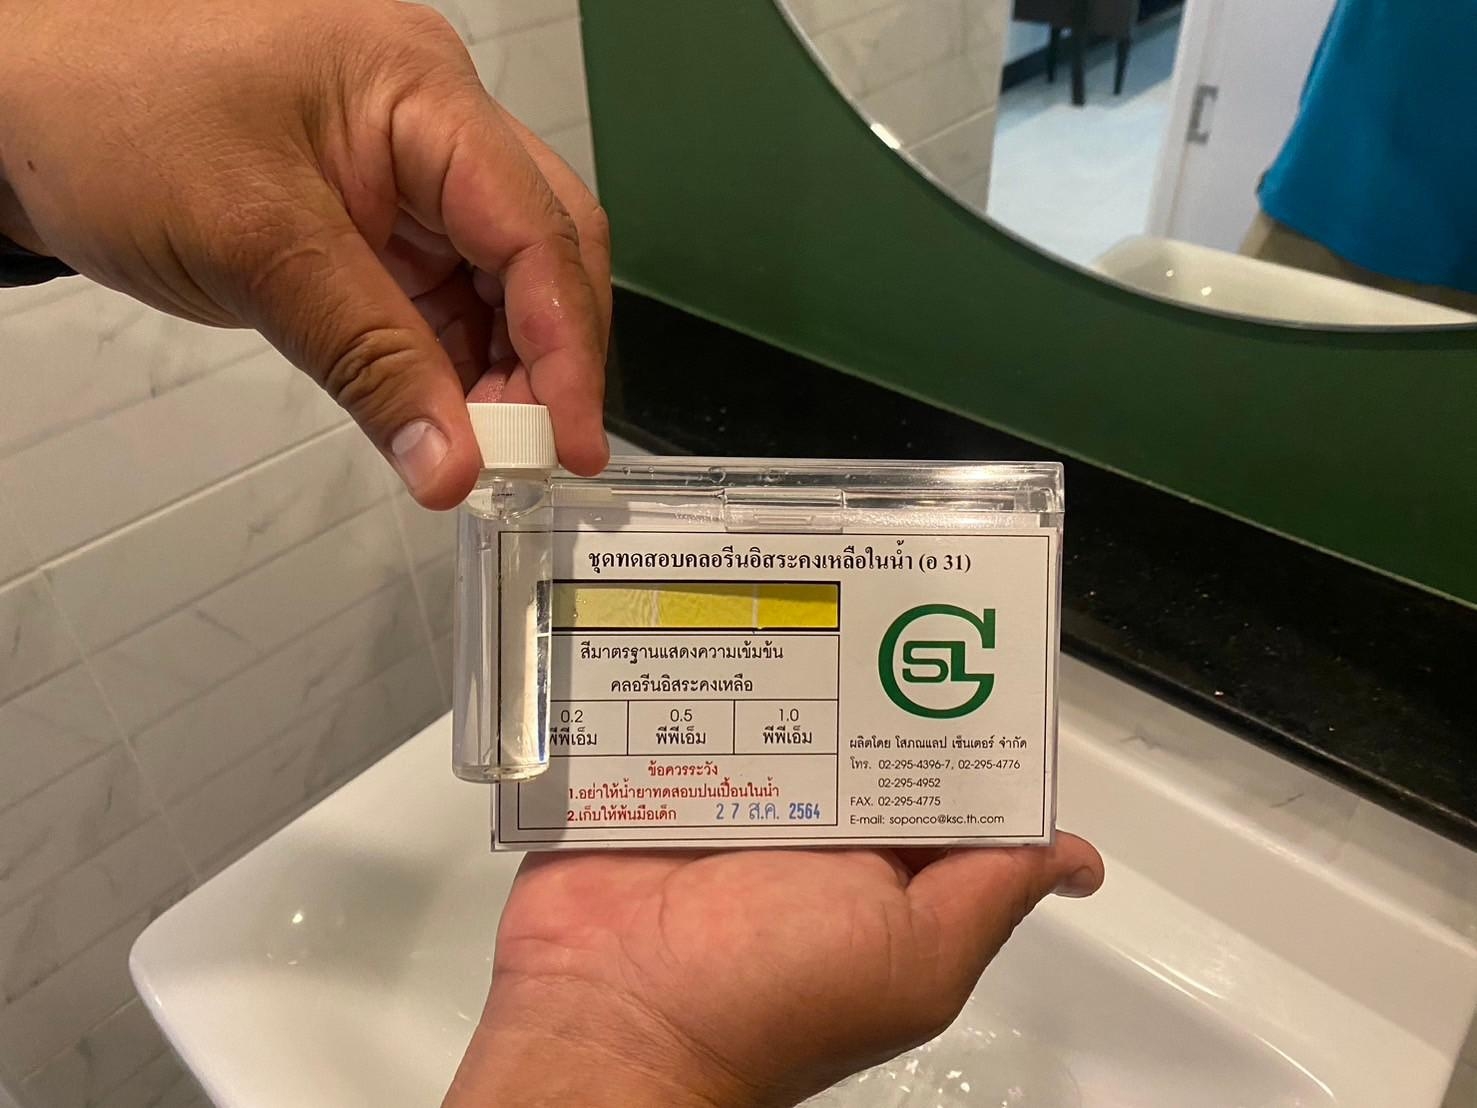 ชุดทดสอบคลอรีนอิสระคงเหลือในน้ำ (อ 31)
สีมาตรฐานแสดงความเข้มข้น
คลอรีนอิสระคงเหลือ
0.2 0.5 1.0
พีพีเอ็ม พีพีเอ็ม พีพีเอ็ม
ข้อควรระวัง
1.อย่าให้น้ำยาทดสอบปนเปื้อนในน้ำ
2.เก็บให้พ้นมือเด็ก
27 ส.ค. 2564
GSL
ผลิตโดย โสภณแลป เซ็นเตอร์ จำกัด
โทร. 02-295-4396-7, 02-295-4776
02-295-4952
FAX. 02-295-4775
E-mail: soponco@ksc.th.com